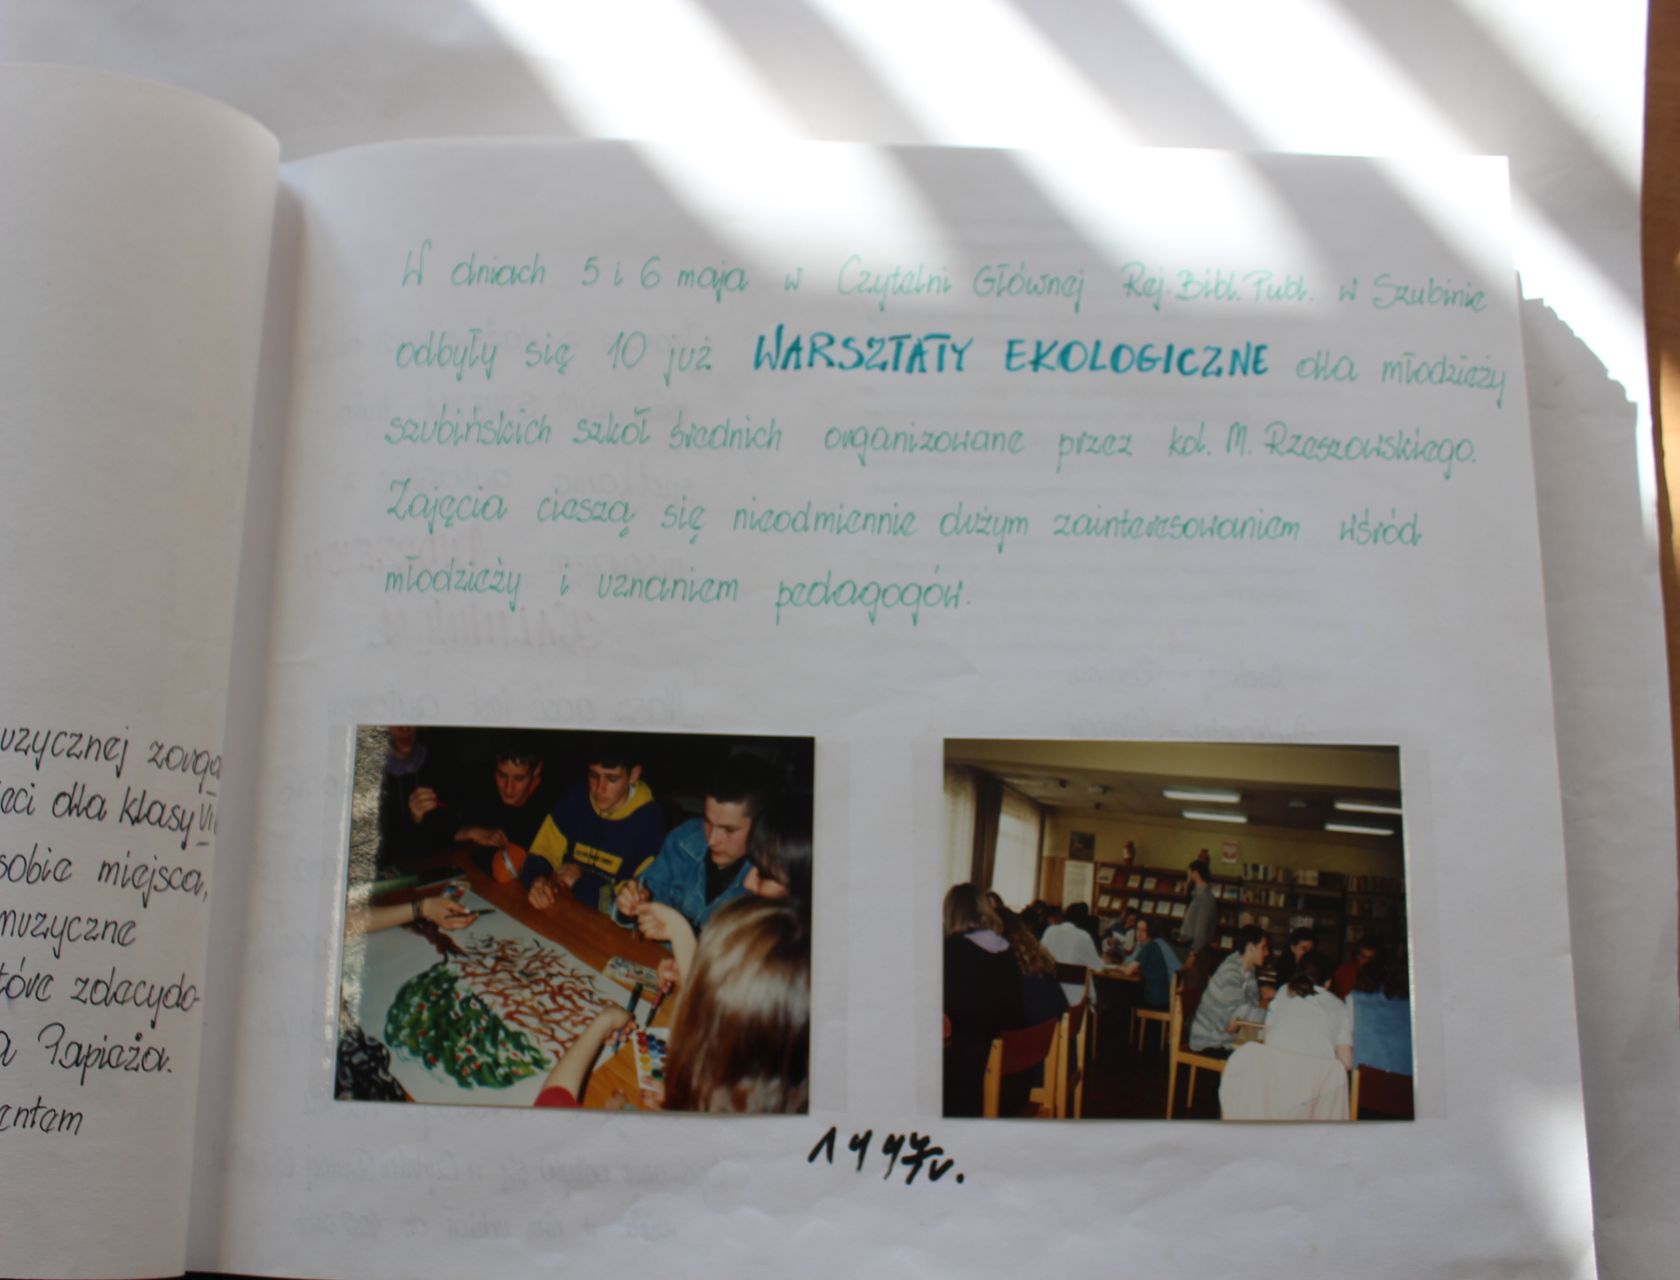 uzycznej zorga
eci dla klasy VII
sobie miejsca,
muzyczne
tóre zdecydo-
a Papieża.
entem
W dniach 5 i 6 maja w Czytelni Głównej Rej. Bibl. Publ. w Szubinie
odbyły się 10 już WARSZTATY EKOLOGICZNE dla młodzieży
szubińskich szkół średnich organizowane przez kol. M. Rzeszowskiego.
Zajęcia cieszą się nieodmiennie dużym zainteresowaniem wśród
młodzieży i uznaniem pedagogów.
1997r.